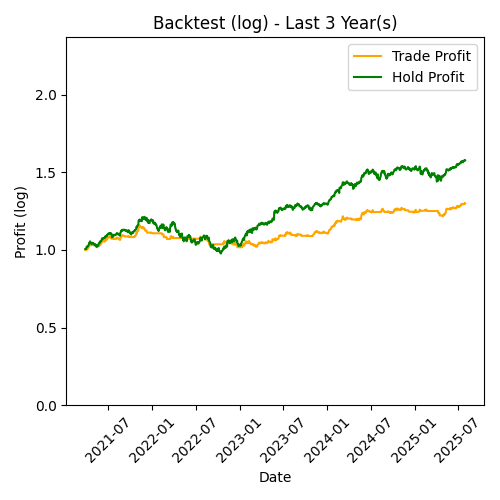 Backtest (log) - Last 3 Year(s)
Trade Profit
Hold Profit
Profit (log)
2.0
1.5
1.0
0.5
0.0
2021-07
2022-01
2022-07
2023-01
2023-07
2024-01
2024-07
2025-01
2025-07
Date